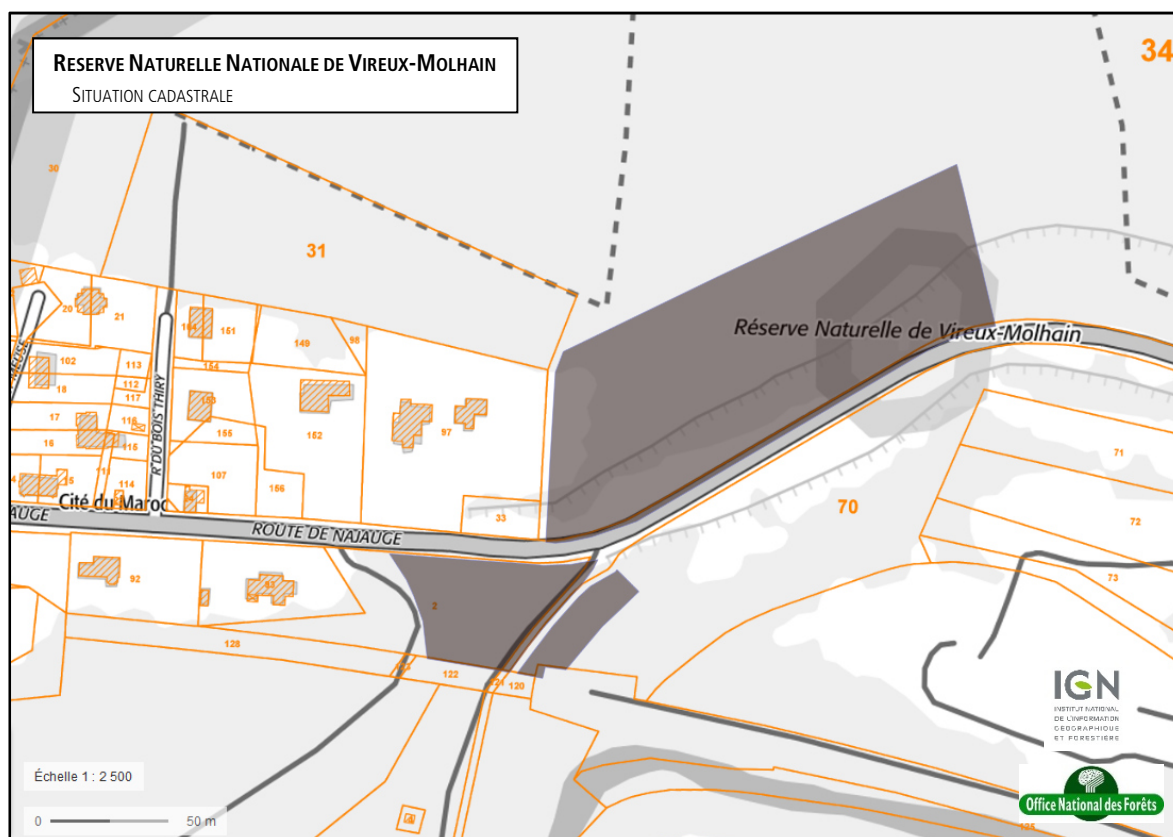 RESERVE NATURELLE NATIONALE DE VIREUX-MOLHAIN
SITUATION CADASTRALE
34
30
31
20
21
151
149
98
102
113
154
18
112
117
17
116
153
155
152
97
16
115
15
114
107
156
33
MEUSE
R DU BOIS THIRY
Cité du Maroc
AUGE
ROUTE DE NAJAUGE
Réserve Naturelle de Vireux-Molhain
71
70
72
73
92
2
128
122
121
120
IGN
INSTITUT NATIONAL
DE L'INFORMATION
GÉOGRAPHIQUE
ET FORESTIÈRE
Échelle 1 : 2 500
0 50 m
Office National des Forêts